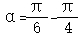 α = π/6 - π/4